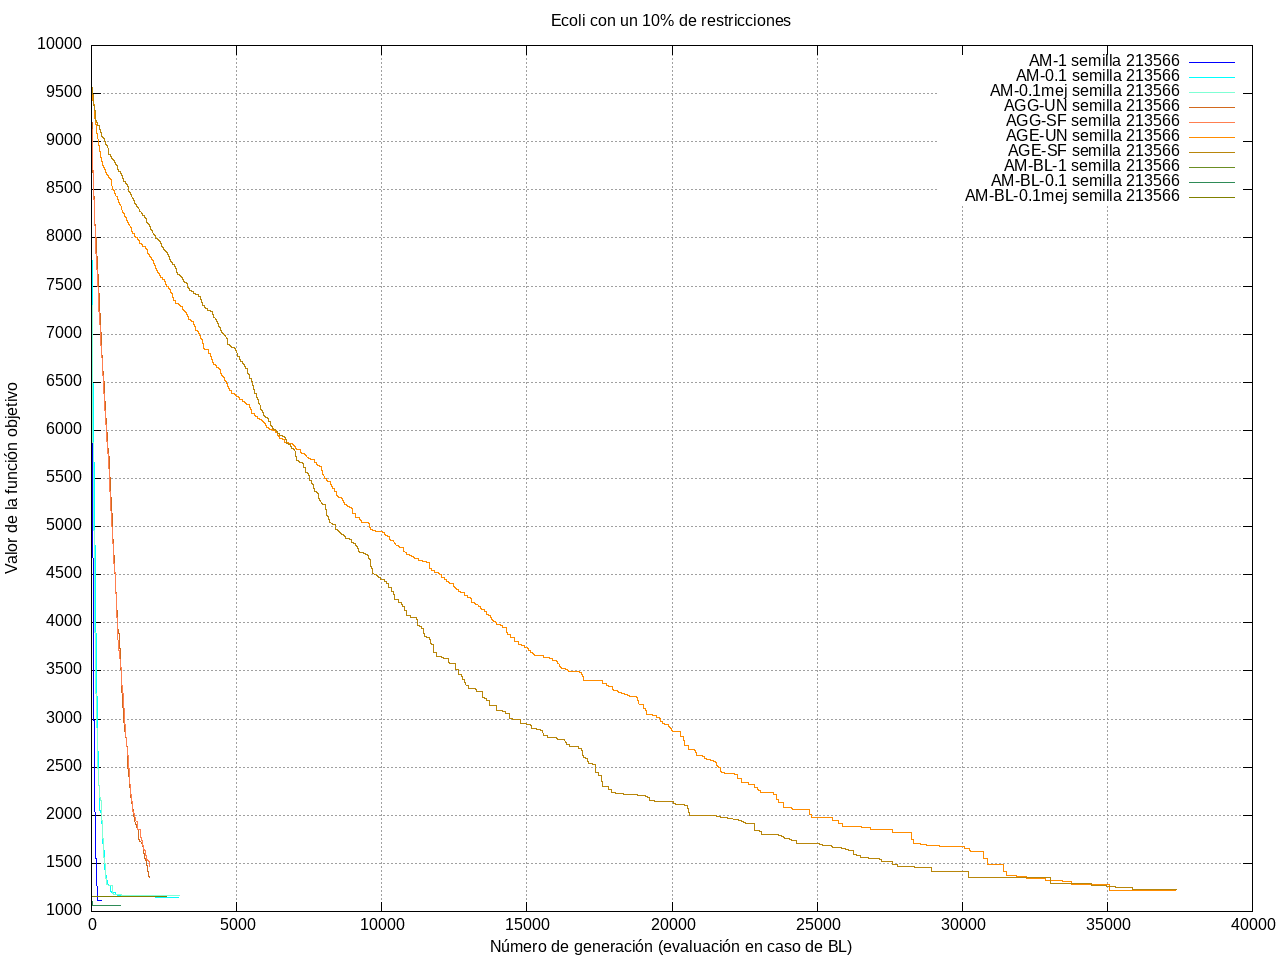 Ecoli con un 10% de restricciones
10000
9500
9000
8500
8000
7500
7000
6500
6000
5500
5000
4500
4000
3500
3000
2500
2000
1500
1000
Valor de la función objetivo
AM-1 semilla 213566
AM-0.1 semilla 213566
AM-0.1mej semilla 213566
AGG-UN semilla 213566
AGG-SF semilla 213566
AGE-UN semilla 213566
AGE-SF semilla 213566
AM-BL-1 semilla 213566
AM-BL-0.1 semilla 213566
AM-BL-0.1mej semilla 213566
0 5000 10000 15000 20000 25000 30000 35000 40000
Número de generación (evaluación en caso de BL)